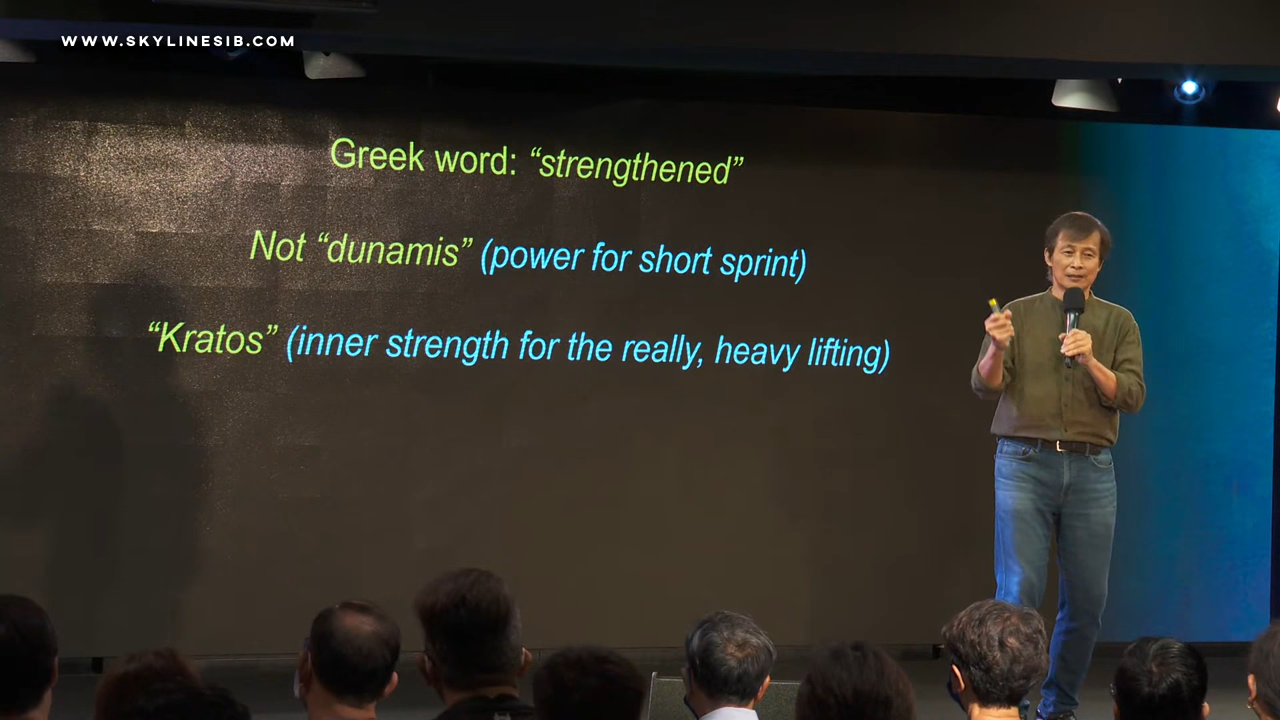 WWW.SKYLINESIB.COM
Greek word: “strengthened”
Not “dunamis” (power for short sprint)
“Kratos” (inner strength for the really, heavy lifting)